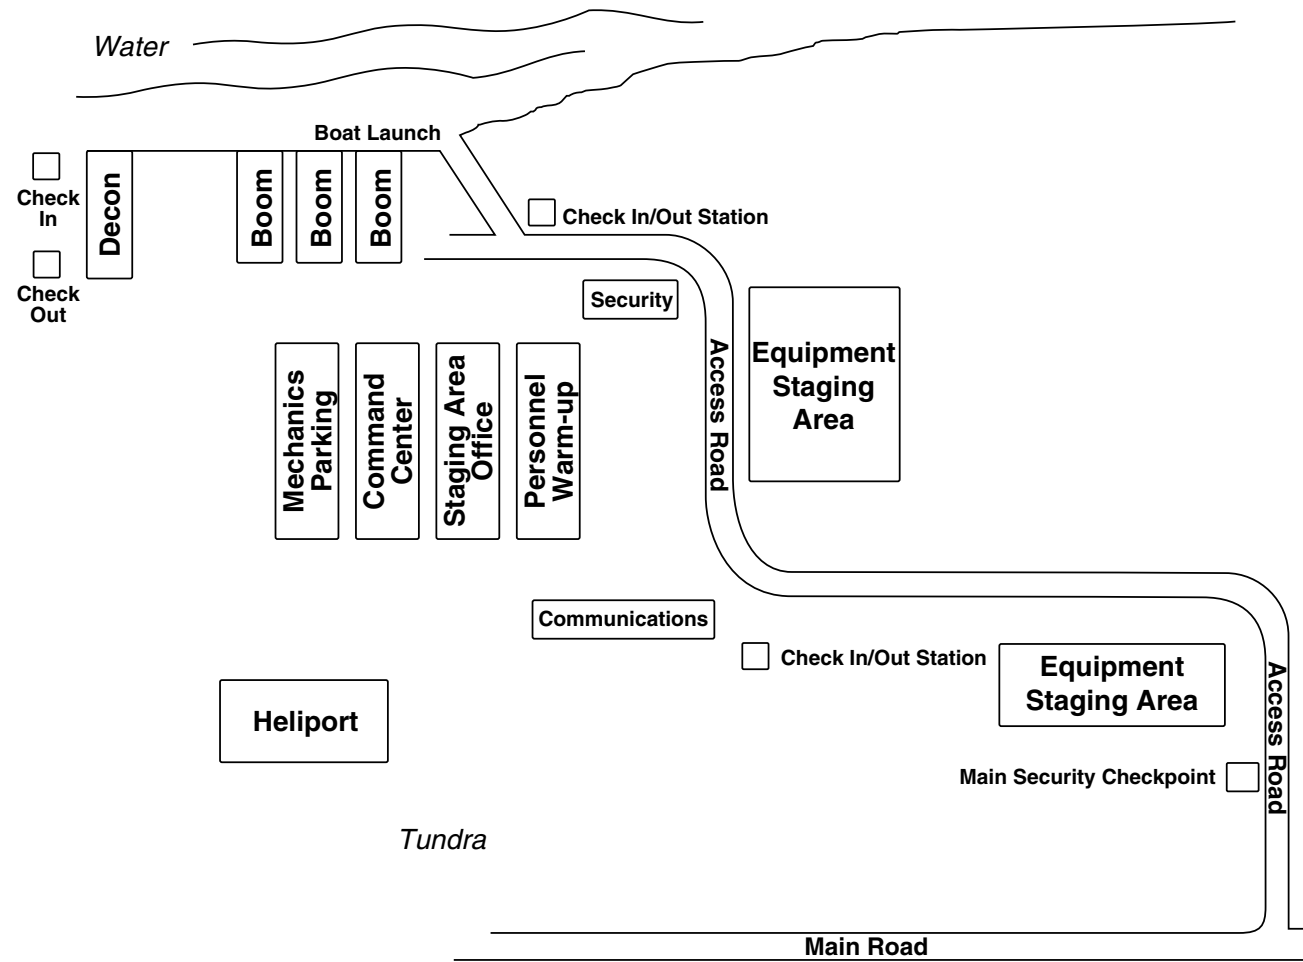 Water
Boat Launch
Check
In
Decon
Boom
Boom
Boom
Check In/Out Station
Check
Out
Security
Equipment
Staging
Area
Access Road
Mechanics
Parking
Command
Center
Staging Area
Office
Personnel
Warm-up
Communications
Check In/Out Station
Equipment
Staging Area
Access Road
Heliport
Main Security Checkpoint
Tundra
Main Road